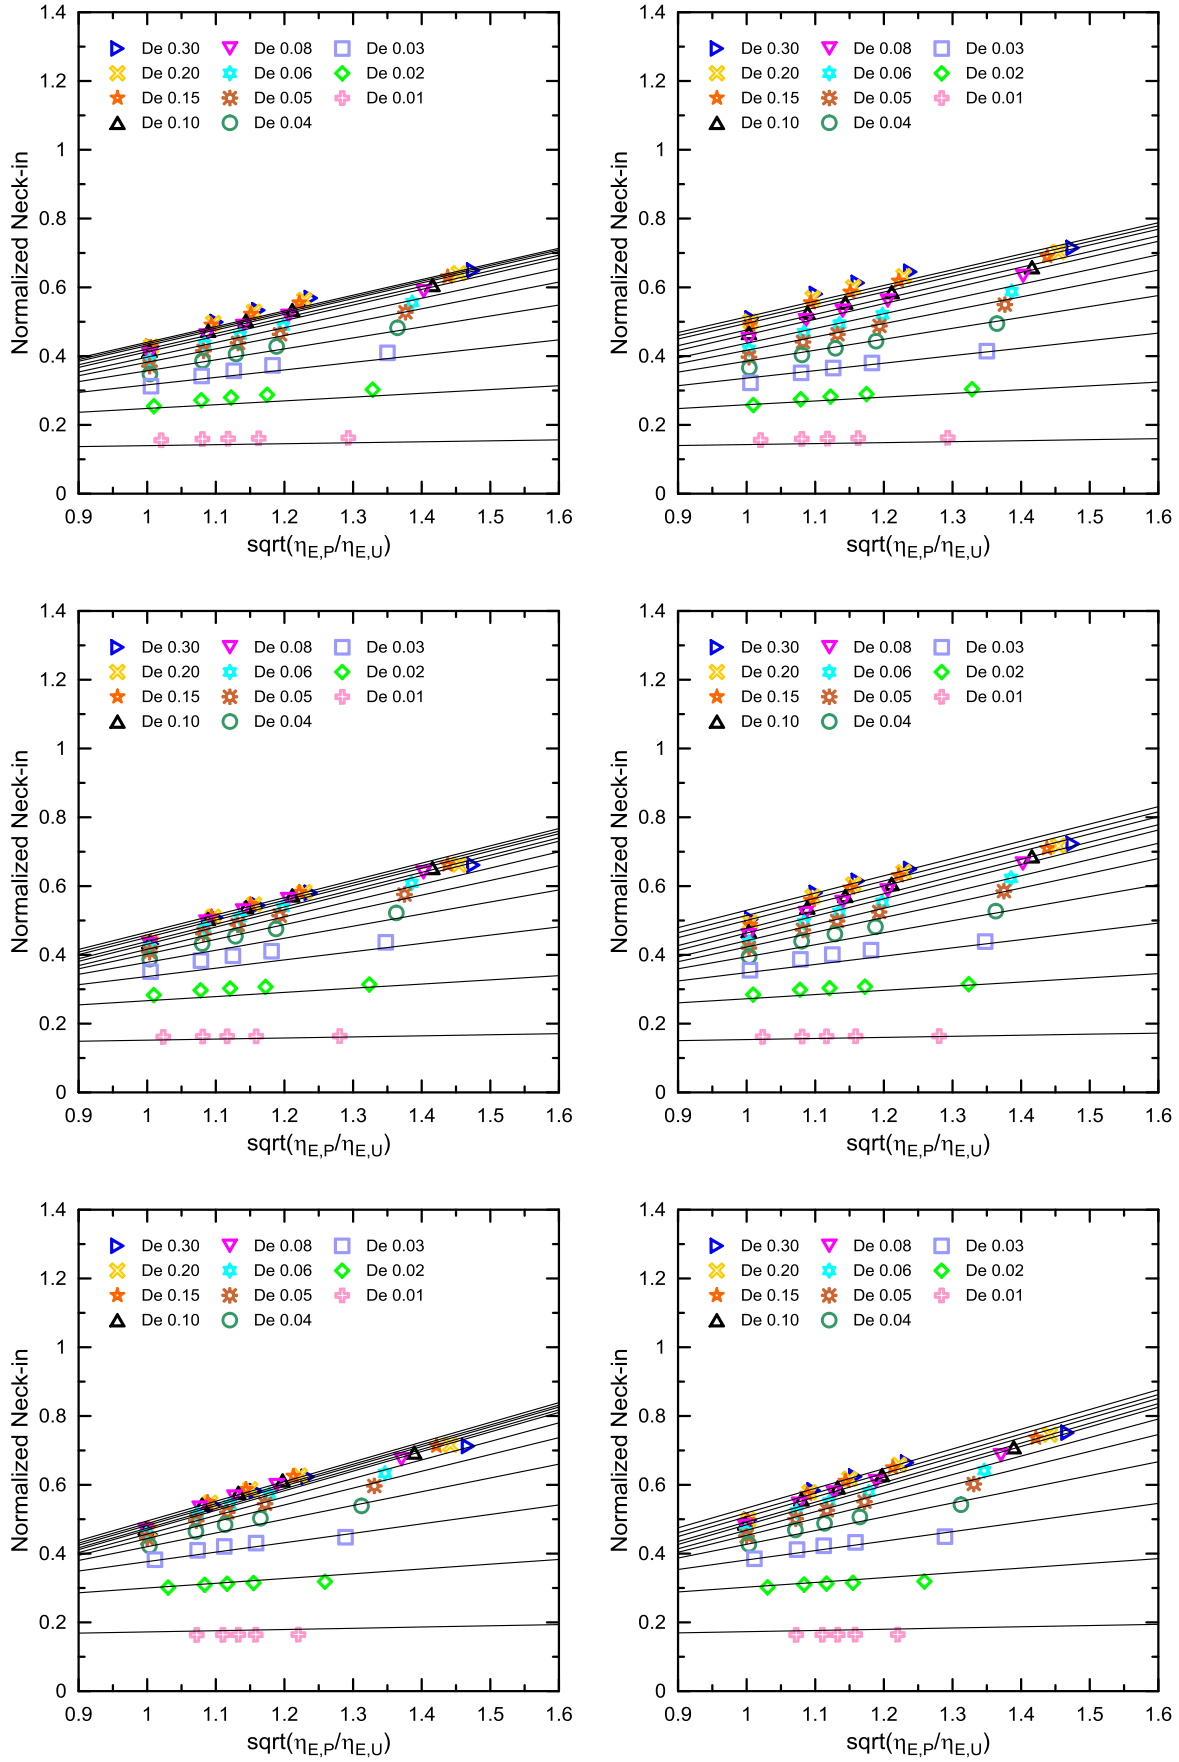 1.4
1.2
1
0.8
0.6
0.4
0.2
0
Normalized Neck-in
De 0.30 De 0.08 De 0.03
De 0.20 De 0.06 De 0.02
De 0.15 De 0.05 De 0.01
De 0.10 De 0.04
0.9 1 1.1 1.2 1.3 1.4 1.5 1.6
sqrt(ηE,P/ηE,U)
1.4
1.2
1
0.8
0.6
0.4
0.2
0
Normalized Neck-in
De 0.30 De 0.08 De 0.03
De 0.20 De 0.06 De 0.02
De 0.15 De 0.05 De 0.01
De 0.10 De 0.04
0.9 1 1.1 1.2 1.3 1.4 1.5 1.6
sqrt(ηE,P/ηE,U)
1.4
1.2
1
0.8
0.6
0.4
0.2
0
Normalized Neck-in
De 0.30 De 0.08 De 0.03
De 0.20 De 0.06 De 0.02
De 0.15 De 0.05 De 0.01
De 0.10 De 0.04
0.9 1 1.1 1.2 1.3 1.4 1.5 1.6
sqrt(ηE,P/ηE,U)
1.4
1.2
1
0.8
0.6
0.4
0.2
0
Normalized Neck-in
De 0.30 De 0.08 De 0.03
De 0.20 De 0.06 De 0.02
De 0.15 De 0.05 De 0.01
De 0.10 De 0.04
0.9 1 1.1 1.2 1.3 1.4 1.5 1.6
sqrt(ηE,P/ηE,U)
1.4
1.2
1
0.8
0.6
0.4
0.2
0
Normalized Neck-in
De 0.30 De 0.08 De 0.03
De 0.20 De 0.06 De 0.02
De 0.15 De 0.05 De 0.01
De 0.10 De 0.04
0.9 1 1.1 1.2 1.3 1.4 1.5 1.6
sqrt(ηE,P/ηE,U)
1.4
1.2
1
0.8
0.6
0.4
0.2
0
Normalized Neck-in
De 0.30 De 0.08 De 0.03
De 0.20 De 0.06 De 0.02
De 0.15 De 0.05 De 0.01
De 0.10 De 0.04
0.9 1 1.1 1.2 1.3 1.4 1.5 1.6
sqrt(ηE,P/ηE,U)